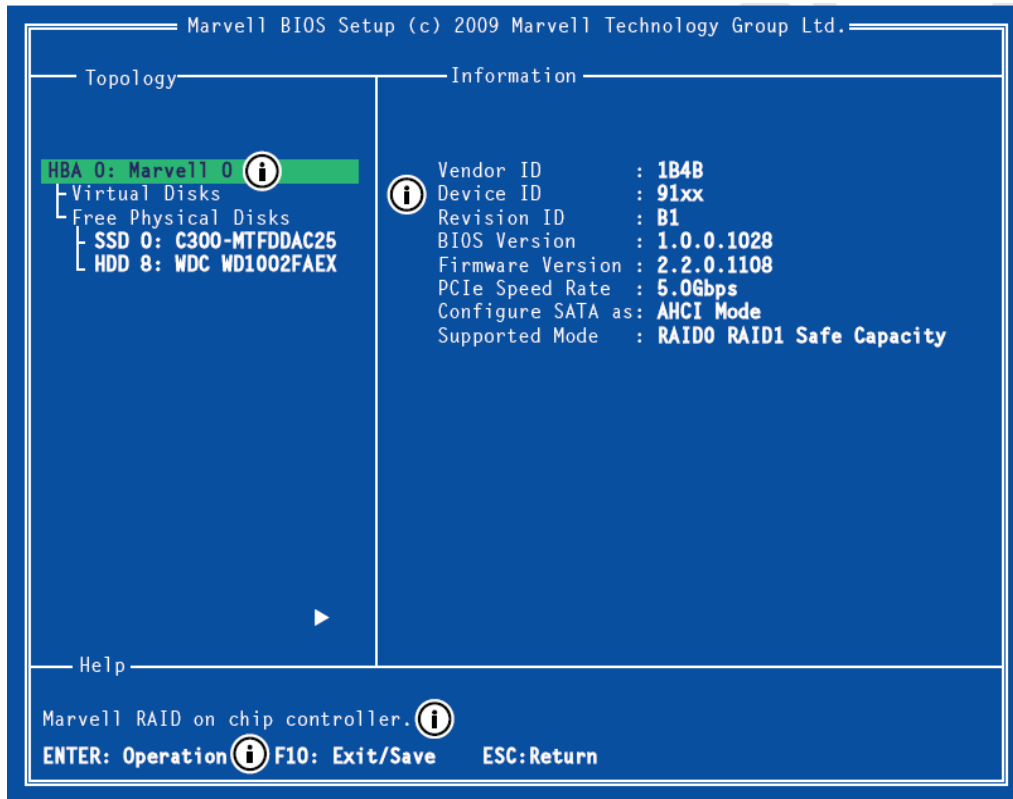 Marvell BIOS Setup (c) 2009 Marvell Technology Group Ltd.
Topology
HBA 0: Marvell 0 i
Virtual Disks
Free Physical Disks
SSD 0: C300-MTFDDAC25
HDD 8: WDC WD1002FAEX
Information
Vendor ID : 1B4B
i Device ID : 91xx
Revision ID : B1
BIOS Version : 1.0.0.1028
Firmware Version : 2.2.0.1108
PCIe Speed Rate : 5.0Gbps
Configure SATA as: AHCI Mode
Supported Mode : RAID0 RAID1 Safe Capacity
Help
Marvell RAID on chip controller. i
ENTER: Operation i F10: Exit/Save ESC:Return